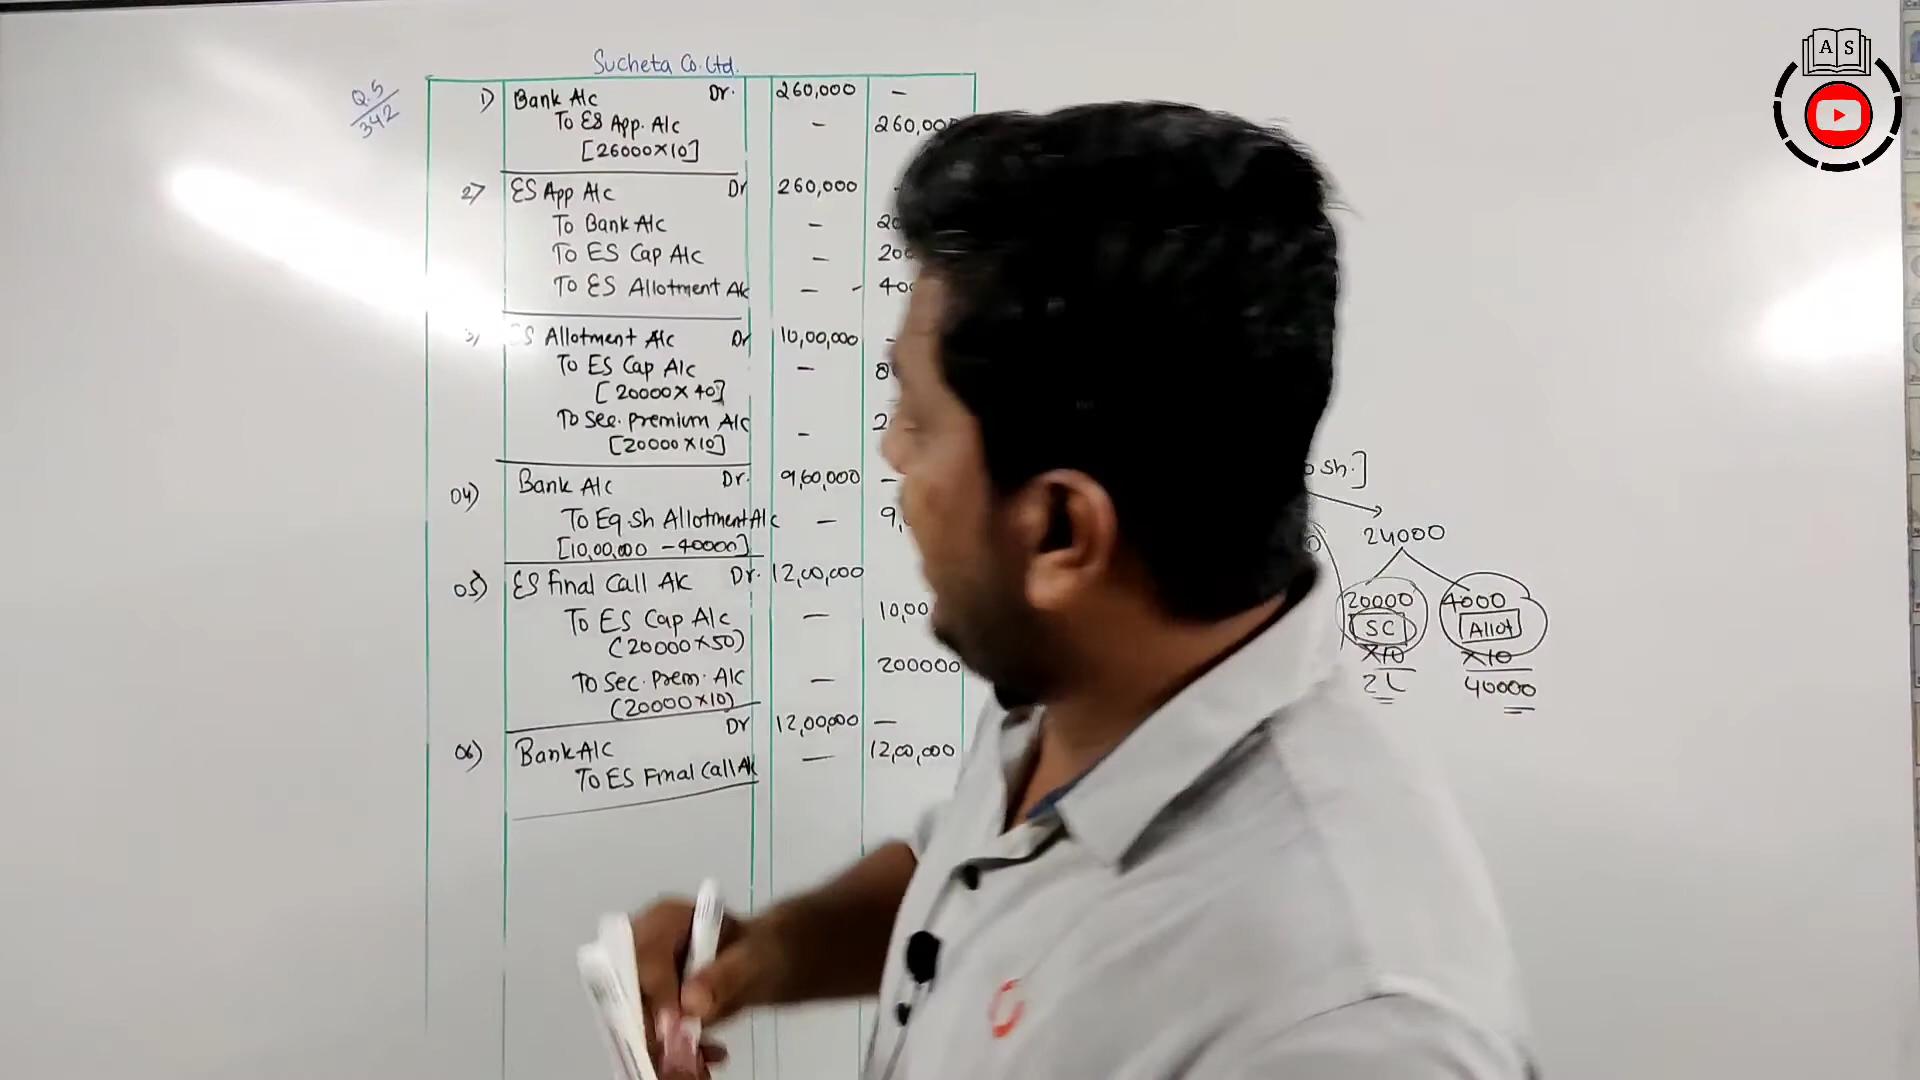 Sucheta Co. Ltd.
Q.5
342
1) Bank A/c Dr. 260,000 —
To ES App. A/c — 260,000
[26000×10]
2) ES App A/c Dr 260,000
To Bank A/c —
To ES Cap A/c —
To ES Allotment A/c —
ES Allotment A/c Dr 10,00,000
To ES Cap A/c —
[20000×40]
To Sec. Premium A/c —
[20000×10]
04) Bank A/c Dr. 9,60,000 —
To Eq. Sh Allotment A/c —
[10,00,000 - 40000]
05) ES Final Call A/c Dr. 12,00,000
To ES Cap A/c —
(20000×50)
To Sec. Prem. A/c — 200000
(20000×10)
06) Bank A/c Dr 12,00,000 —
To ES Final Call A/c — 12,00,000
sh.]
24000
20000 4000
SC Allot
×10 ×10
2L 40000
A S